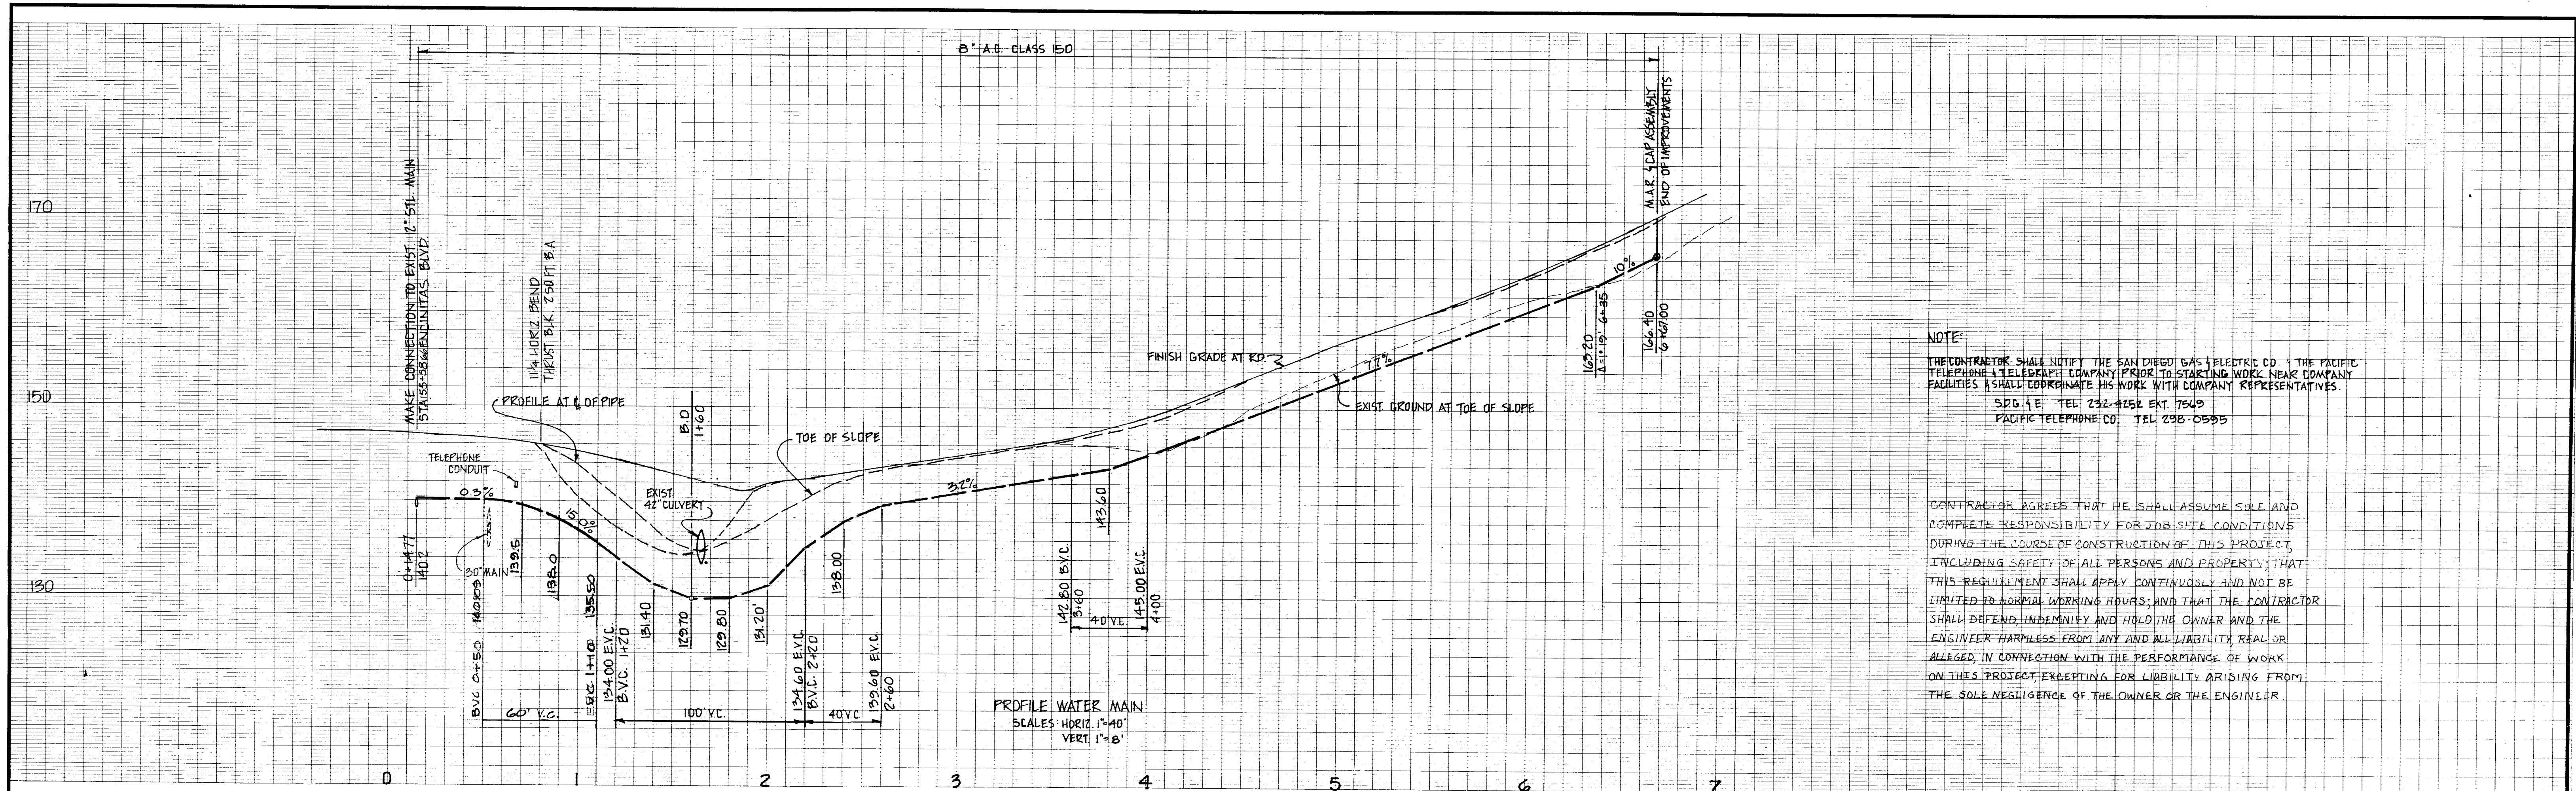 8" A.C. CLASS 150
MAKE CONNECTION TO EXIST. 12" STL. MAIN
STA 155+58.66 ENCINITAS BLVD
M.A.R. & CAP ASSEMBLY
END OF IMPROVEMENTS
170
150
130
11¼ HORIZ. BEND
THRUST BLK. 2 SQ FT. B.A.
PROFILE AT ℄ OF PIPE
B.O
1+60
TOE OF SLOPE
TELEPHONE
CONDUIT
EXIST.
42" CULVERT
FINISH GRADE AT RD.
EXIST. GROUND AT TOE OF SLOPE
0.3%
15.0%
3.2%
7.7%
10%
30" MAIN
0+14.77
140.2
B.V.C. 0+50
139.5
138.0
E.V.C. 1+10 135.50
134.00 E.V.C.
B.V.C. 1+20
131.40
129.70
129.80
131.20'
134.60 E.V.C.
B.V.C. 2+20
138.00
139.60 E.V.C.
2+60
142.80 B.V.C.
3+60
143.60
145.00 E.V.C.
4+00
163.20
Δ=1°19' 6+35
166.40
6+67.00
60' V.C.
100' V.C.
40 V.C
40' V.C.
PROFILE WATER MAIN
SCALES: HORIZ. 1"=40'
VERT. 1"=8'
0 1 2 3 4 5 6 7
NOTE:
THE CONTRACTOR SHALL NOTIFY THE SAN DIEGO GAS & ELECTRIC CO. & THE PACIFIC
TELEPHONE & TELEGRAPH COMPANY PRIOR TO STARTING WORK NEAR COMPANY
FACILITIES & SHALL COORDINATE HIS WORK WITH COMPANY REPRESENTATIVES.
S.D.G. & E. TEL 232-4252 EXT. 7569
PACIFIC TELEPHONE CO. TEL 298-0595
CONTRACTOR AGREES THAT HE SHALL ASSUME SOLE AND
COMPLETE RESPONSIBILITY FOR JOB SITE CONDITIONS
DURING THE COURSE OF CONSTRUCTION OF THIS PROJECT,
INCLUDING SAFETY OF ALL PERSONS AND PROPERTY; THAT
THIS REQUIREMENT SHALL APPLY CONTINUOSLY AND NOT BE
LIMITED TO NORMAL WORKING HOURS; AND THAT THE CONTRACTOR
SHALL DEFEND, INDEMNIFY AND HOLD THE OWNER AND THE
ENGINEER HARMLESS FROM ANY AND ALL LIABILITY, REAL OR
ALLEGED, IN CONNECTION WITH THE PERFORMANCE OF WORK
ON THIS PROJECT, EXCEPTING FOR LIABILITY ARISING FROM
THE SOLE NEGLIGENCE OF THE OWNER OR THE ENGINEER.